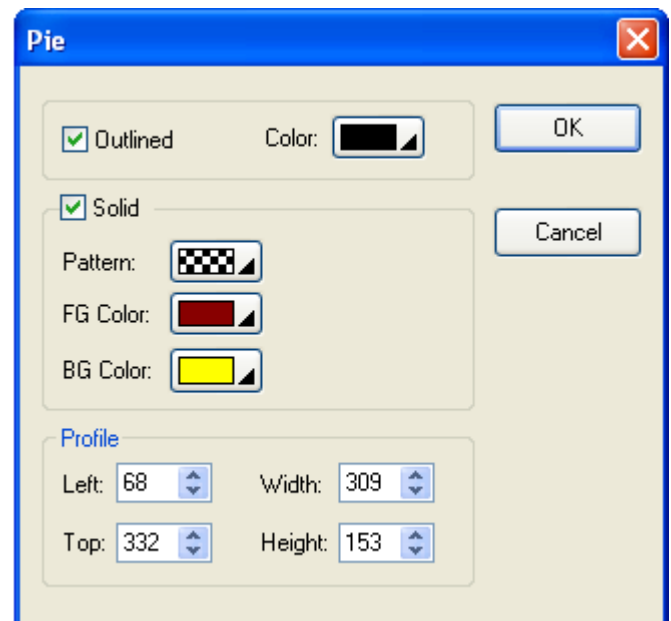 Pie
Outlined Color: OK
Solid Cancel
Pattern:
FG Color:
BG Color:
Profile
Left: 68 Width: 309
Top: 332 Height: 153